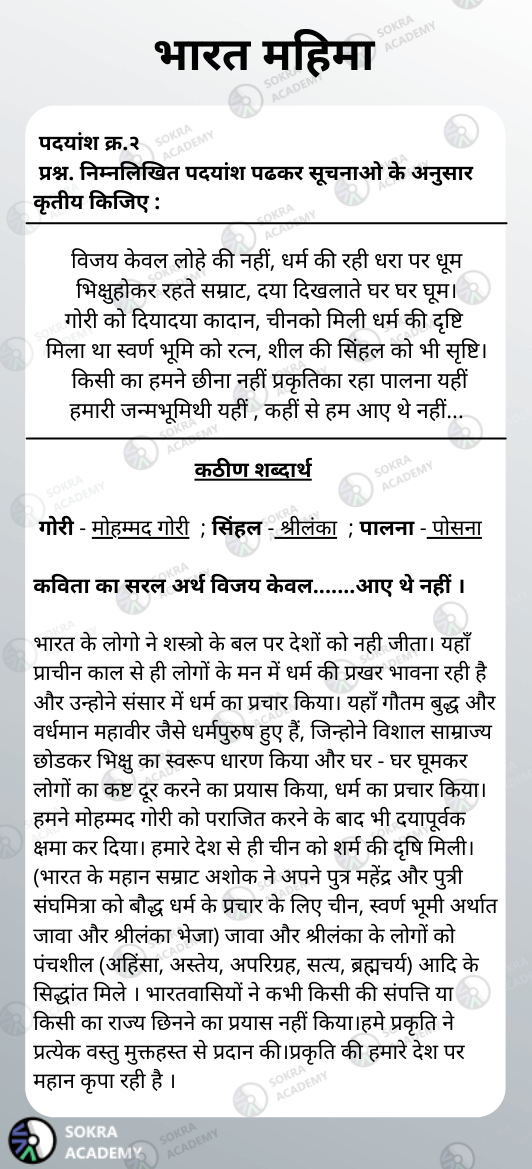 भारत महिमा
पदयांश क्र.२
प्रश्न. निम्नलिखित पदयांश पढकर सूचनाओ के अनुसार
कृतीय किजिए :
विजय केवल लोहे की नहीं, धर्म की रही धरा पर धूम
भिक्षुहोकर रहते सम्राट, दया दिखलाते घर घर घूम।
गोरी को दियादया कादान, चीनको मिली धर्म की दृष्टि
मिला था स्वर्ण भूमि को रत्न, शील की सिंहल को भी सृष्टि।
किसी का हमने छीना नहीं प्रकृतिका रहा पालना यहीं
हमारी जन्मभूमिथी यहीं , कहीं से हम आए थे नहीं...
कठीण शब्दार्थ
गोरी - मोहम्मद गोरी ; सिंहल - श्रीलंका ; पालना - पोसना
कविता का सरल अर्थ विजय केवल.......आए थे नहीं ।
भारत के लोगो ने शस्त्रो के बल पर देशों को नही जीता। यहाँ
प्राचीन काल से ही लोगों के मन में धर्म की प्रखर भावना रही है
और उन्होने संसार में धर्म का प्रचार किया। यहाँ गौतम बुद्ध और
वर्धमान महावीर जैसे धर्मपुरुष हुए हैं, जिन्होने विशाल साम्राज्य
छोडकर भिक्षु का स्वरूप धारण किया और घर - घर घूमकर
लोगों का कष्ट दूर करने का प्रयास किया, धर्म का प्रचार किया।
हमने मोहम्मद गोरी को पराजित करने के बाद भी दयापूर्वक
क्षमा कर दिया। हमारे देश से ही चीन को शर्म की दृषि मिली।
(भारत के महान सम्राट अशोक ने अपने पुत्र महेंद्र और पुत्री
संघमित्रा को बौद्ध धर्म के प्रचार के लिए चीन, स्वर्ण भूमी अर्थात
जावा और श्रीलंका भेजा) जावा और श्रीलंका के लोगों को
पंचशील (अहिंसा, अस्तेय, अपरिग्रह, सत्य, ब्रह्मचर्य) आदि के
सिद्धांत मिले । भारतवासियों ने कभी किसी की संपत्ति या
किसी का राज्य छिनने का प्रयास नहीं किया।हमे प्रकृति ने
प्रत्येक वस्तु मुक्तहस्त से प्रदान की।प्रकृति की हमारे देश पर
महान कृपा रही है ।
SOKRA
ACADEMY